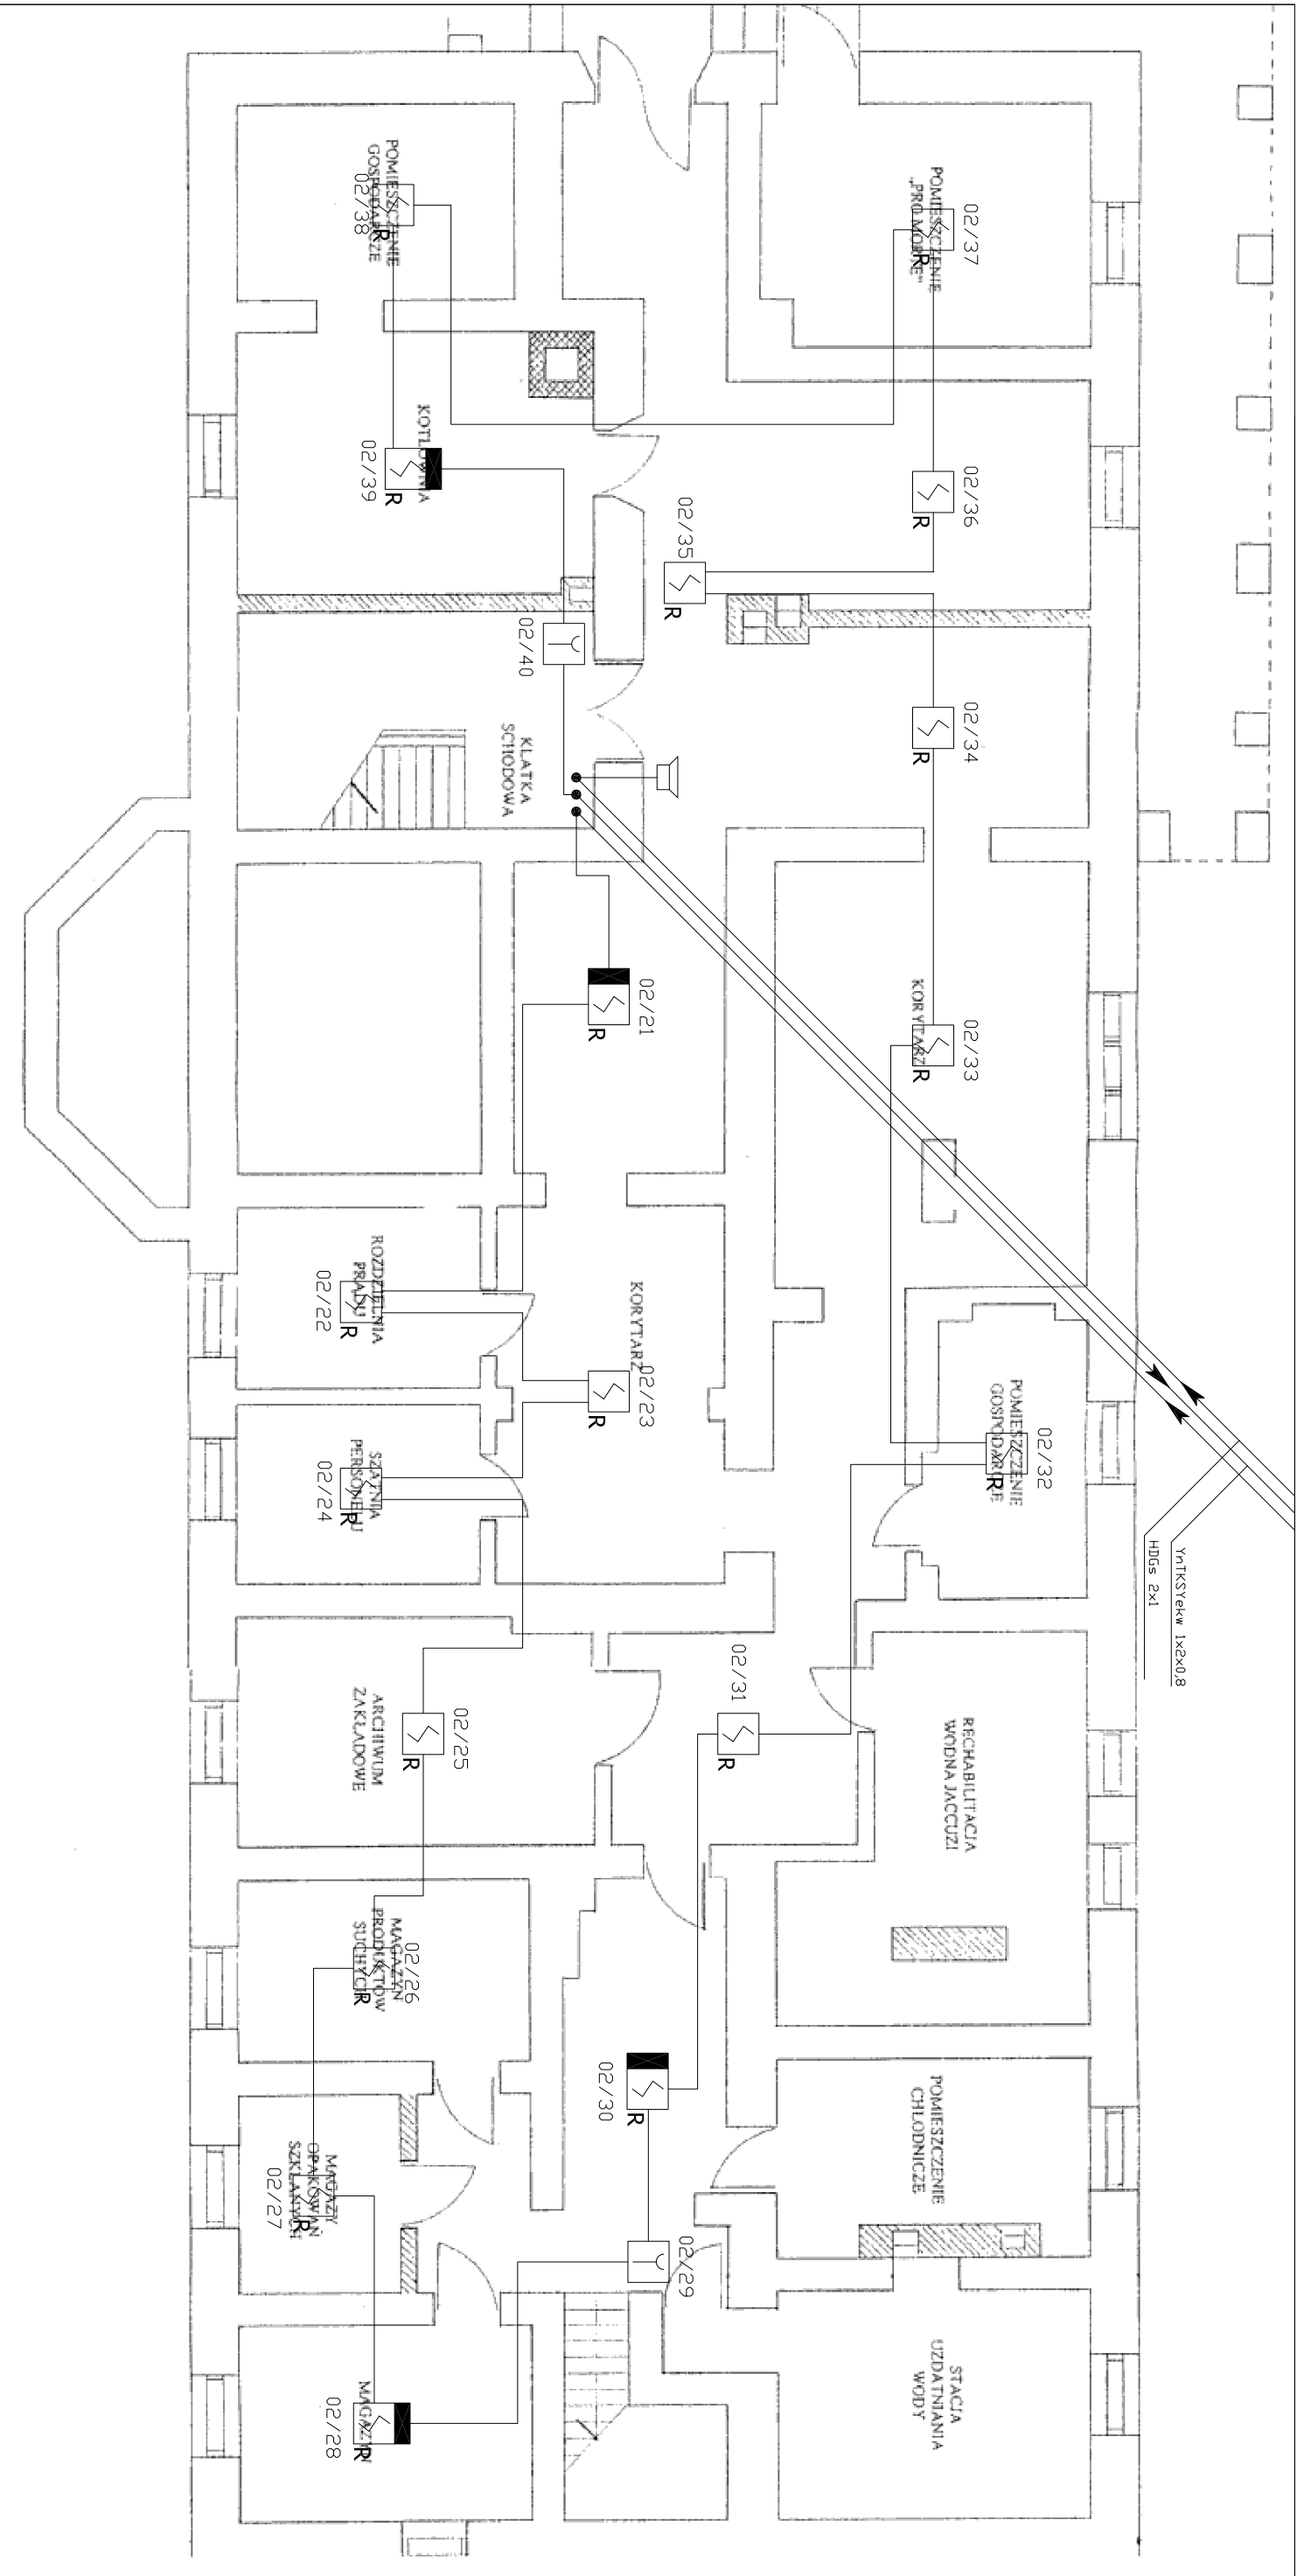 POMIESZCZENIE
„PRO MORTE”
02/37
R
02/36
R
02/35
R
02/34
R
KORYTARZ
02/33
R
POMIESZCZENIE
GOSPODARCZE
02/32
R
YnTKSYekw 1x2x0,8
HDGs 2x1
RECHABILITACJA
WODNA JACCUZI
02/31
R
POMIESZCZENIE
CHŁODNICZE
STACJA
UZDATNIANIA
WODY
POMIESZCZENIE
GOSPODARCZE
02/38
R
KOTŁOWNIA
02/39
R
02/40
KLATKA
SCHODOWA
02/21
R
ROZDZIELNIA
PRĄDU
02/22
R
KORYTARZ
02/23
R
SZATNIA
PERSONELU
02/24
R
ARCHIWUM
ZAKŁADOWE
02/25
R
MAGAZYN
PRODUKTÓW
SUCHYCH
02/26
R
02/30
R
MAGAZY
OPAKOWAŃ
SZKLANYCH
02/27
R
02/29
MAGAZYN
02/28
R